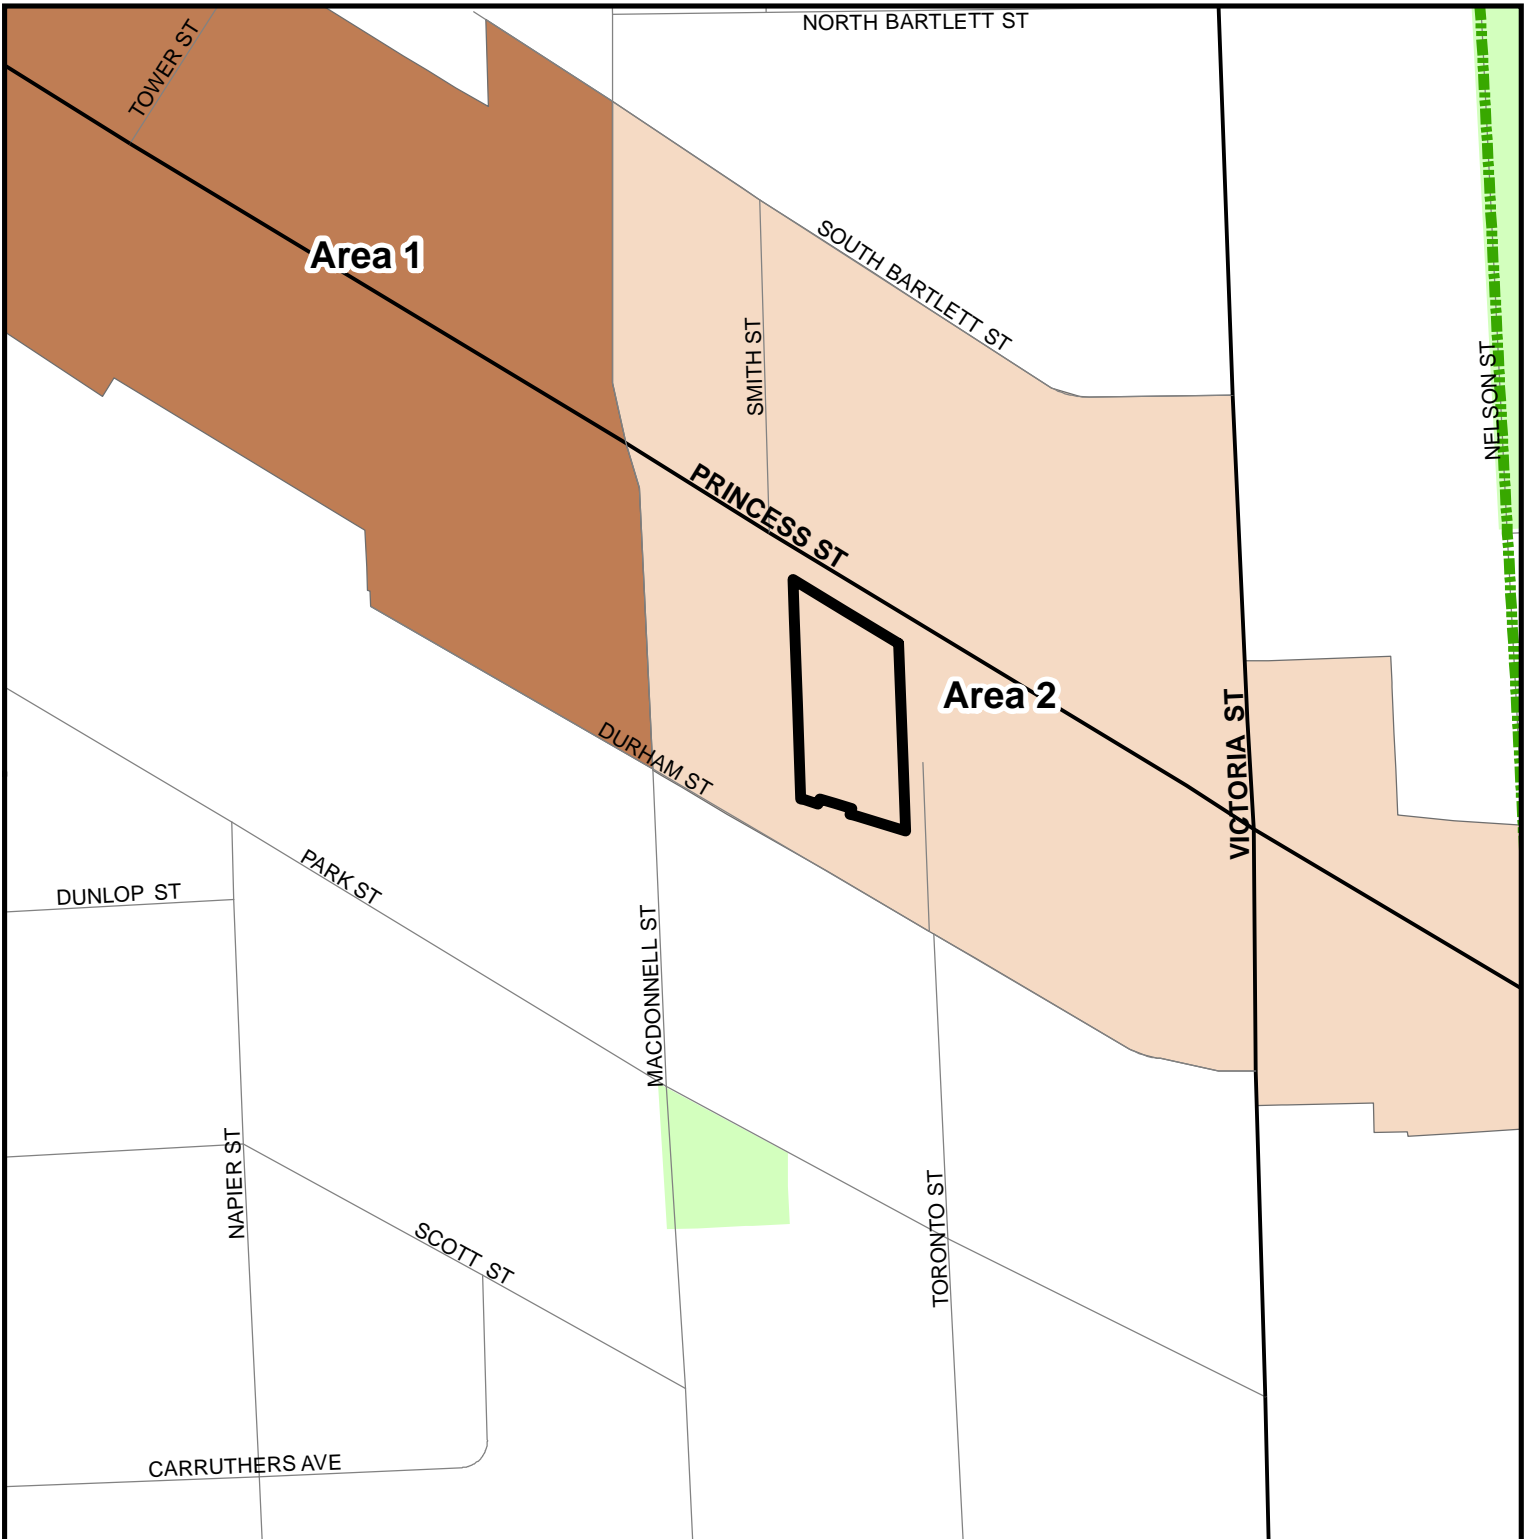 NORTH BARTLETT ST
TOWER ST
Area 1
SOUTH BARTLETT ST
SMITH ST
NELSON ST
PRINCESS ST
Area 2
VICTORIA ST
DURHAM ST
PARK ST
DUNLOP ST
MACDONNELL ST
NAPIER ST
TORONTO ST
SCOTT ST
CARRUTHERS AVE